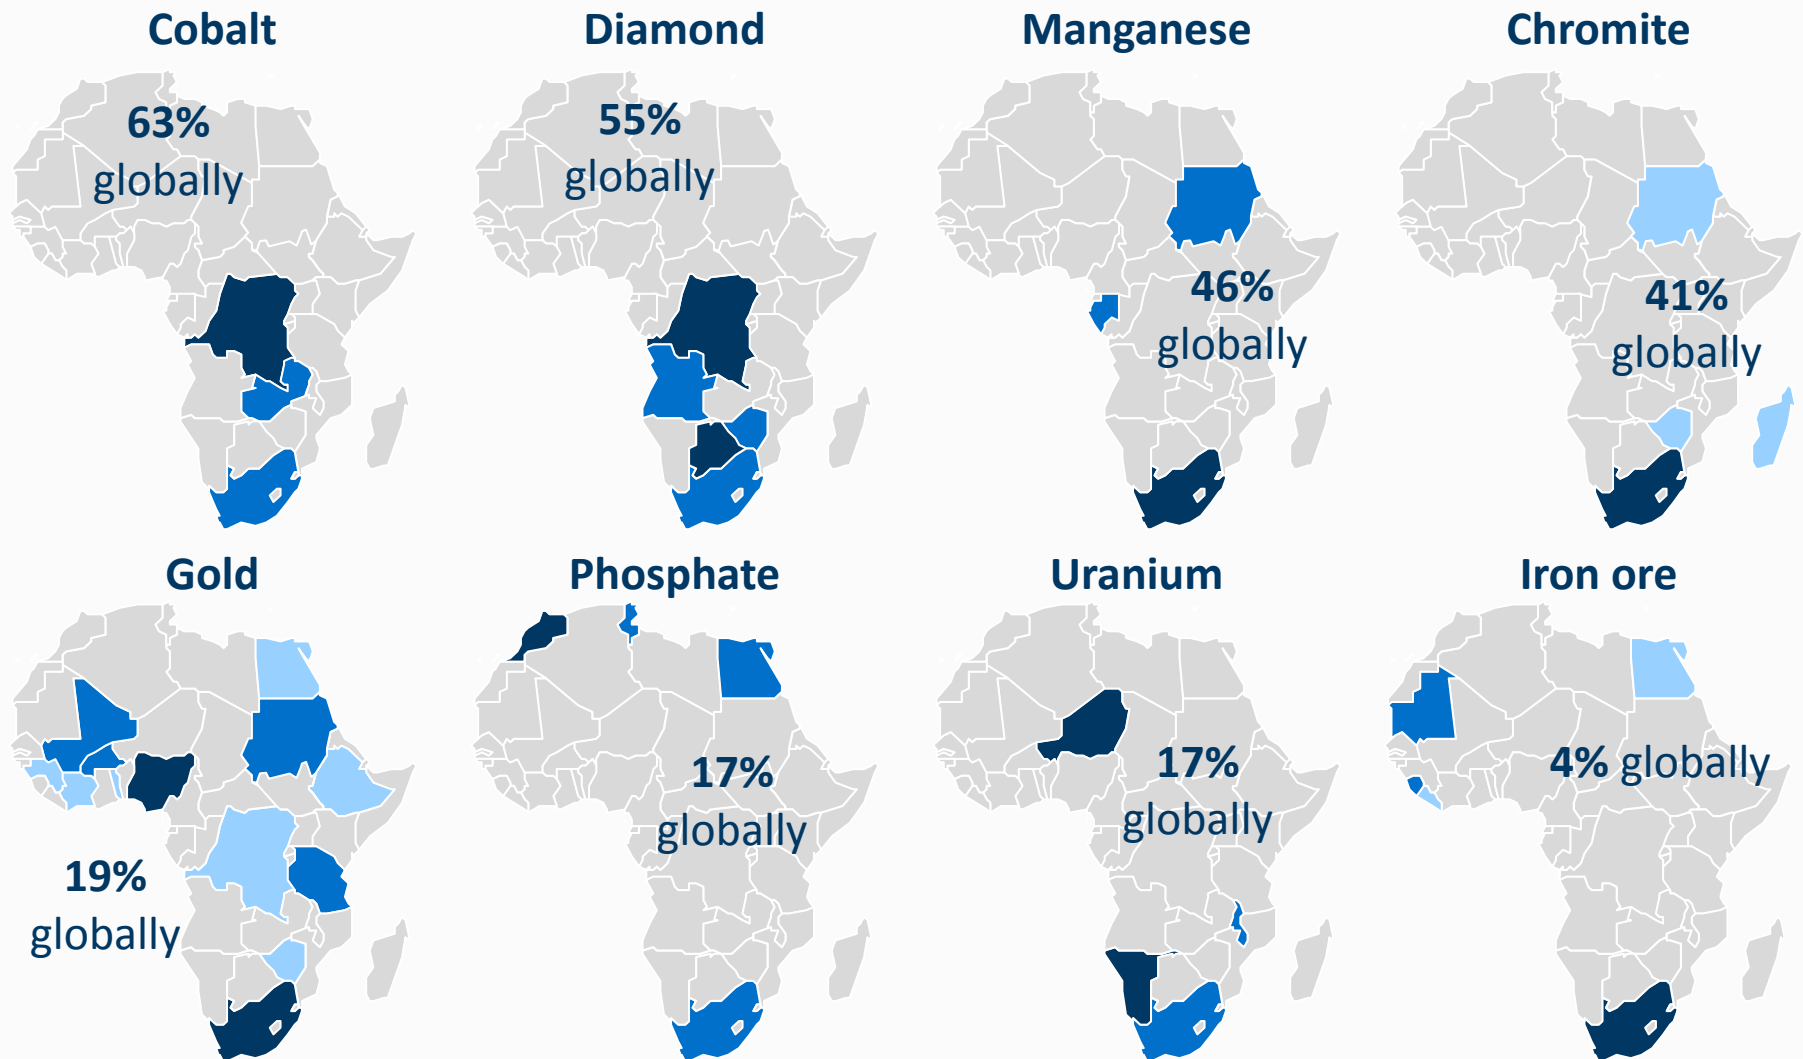 Cobalt
63%
globally
Diamond
55%
globally
Manganese
46%
globally
Chromite
41%
globally
Gold
19%
globally
Phosphate
17%
globally
Uranium
17%
globally
Iron ore
4% globally